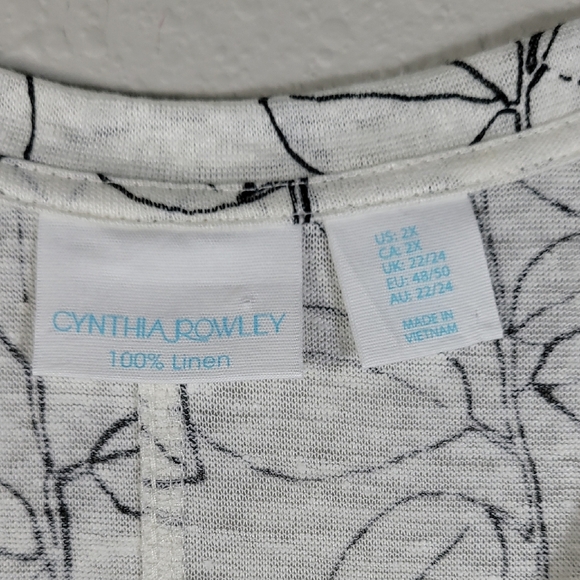 CYNTHIA ROWLEY
100% Linen
US: 2X
CA: 2X
UK: 22/24
EU: 48/50
AU: 22/24
MADE IN
VIETNAM